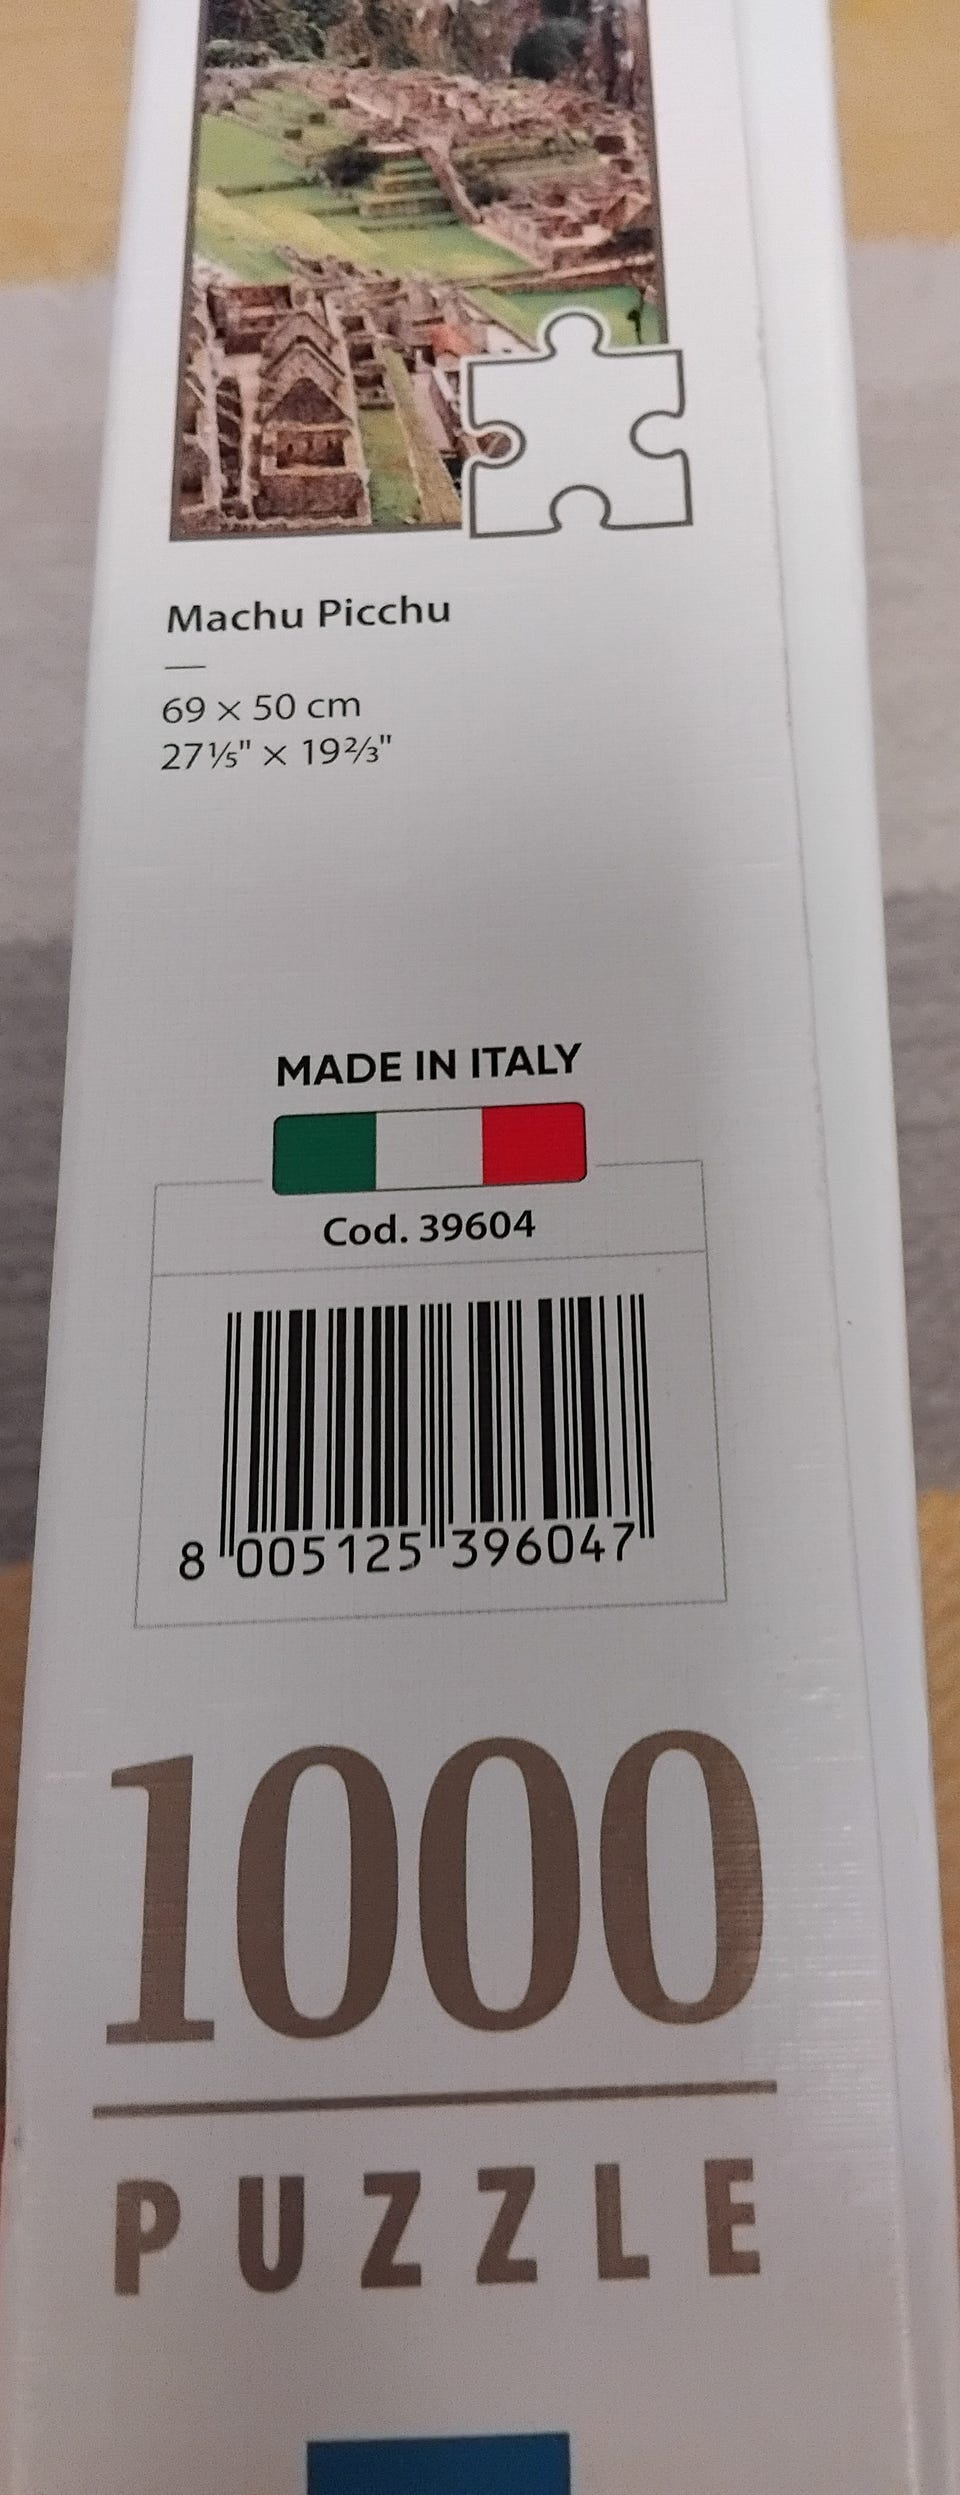 Machu Picchu
69 × 50 cm
27⅕" × 19⅔"
MADE IN ITALY
Cod. 39604
8 005125 396047
1000
PUZZLE